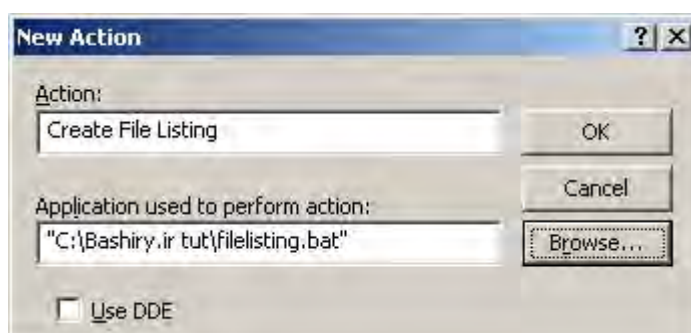 New Action
Action:
Create File Listing
OK
Cancel
Application used to perform action:
"C:\Bashiry.ir tut\filelisting.bat"
Browse...
Use DDE